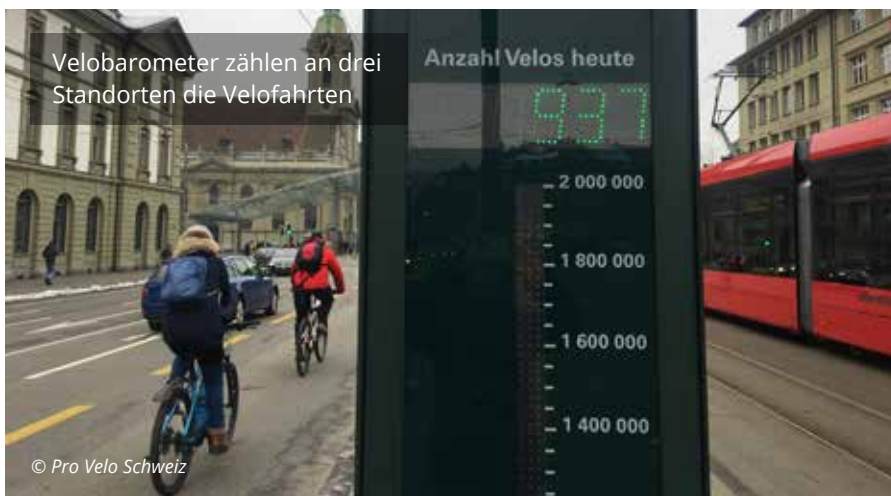 Velobarometer zählen an drei
Standorten die Velofahrten
Anzahl Velos heute
937
2 000 000
1 800 000
1 600 000
1 400 000
© Pro Velo Schweiz